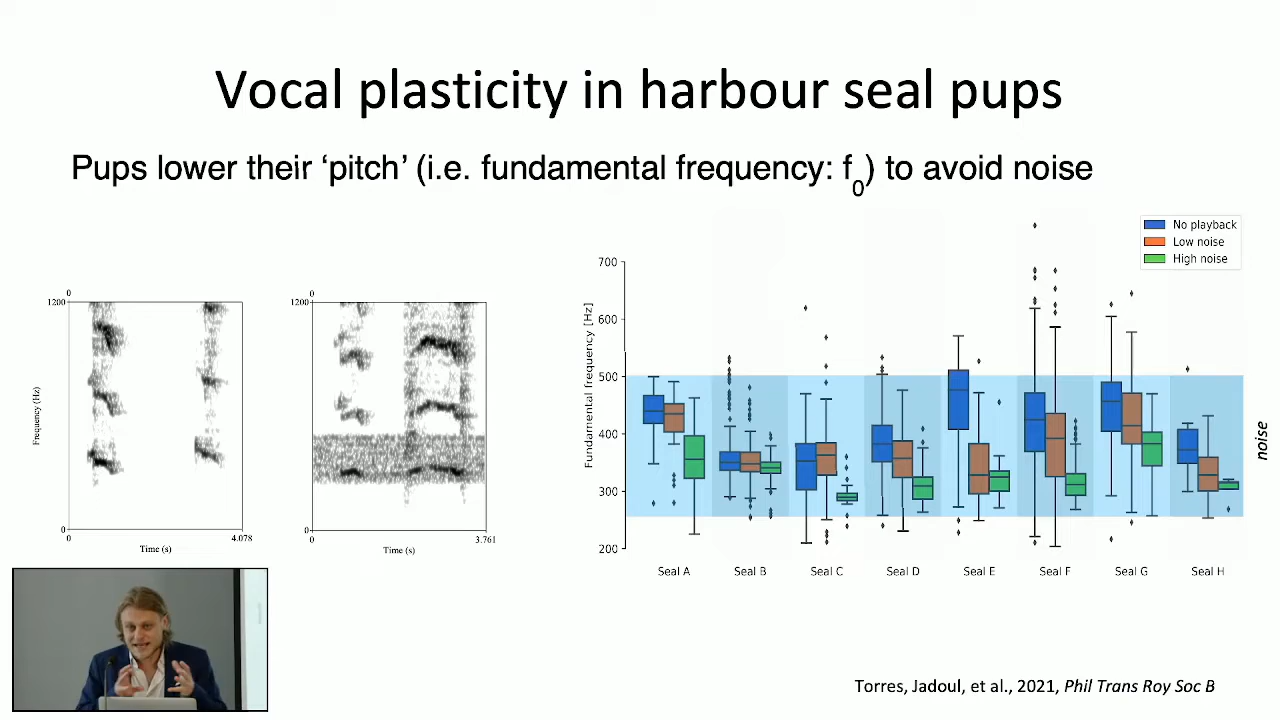 Vocal plasticity in harbour seal pups
Pups lower their ‘pitch’ (i.e. fundamental frequency: f0) to avoid noise
0
1200
Frequency (Hz)
0
0
4.078
Time (s)
0
1200
0
0
3.761
Time (s)
No playback
Low noise
High noise
Fundamental frequency [Hz]
700
600
500
400
300
200
Seal A
Seal B
Seal C
Seal D
Seal E
Seal F
Seal G
Seal H
noise
Torres, Jadoul, et al., 2021, Phil Trans Roy Soc B